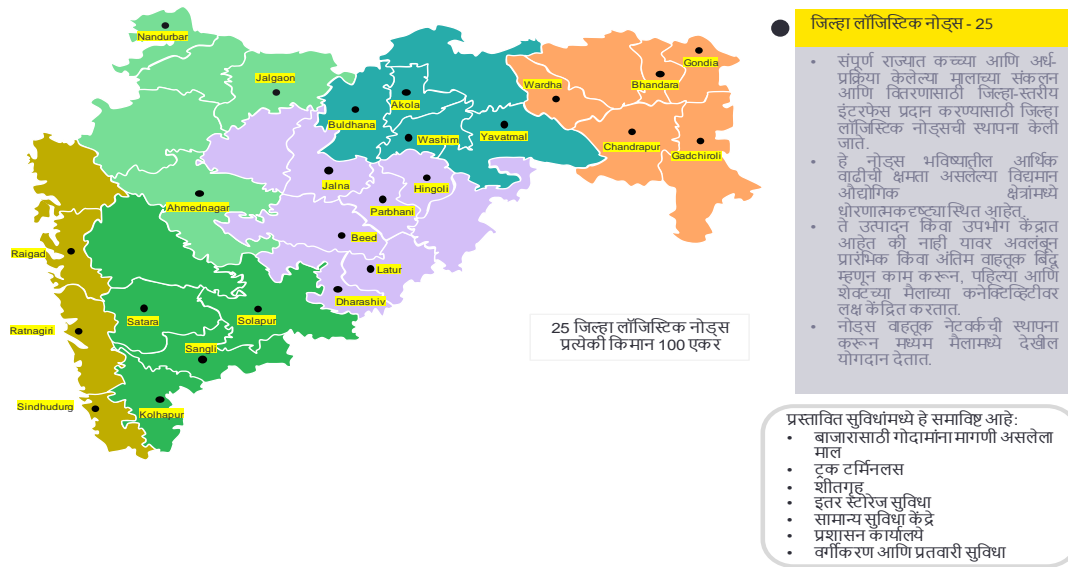 Nandurbar
Jalgaon
Buldhana
Akola
Washim
Yavatmal
Wardha
Bhandara
Gondia
Chandrapur
Gadchiroli
Ahmednagar
Jalna
Parbhani
Hingoli
Beed
Latur
Dharashiv
Raigad
Ratnagiri
Sindhudurg
Satara
Solapur
Sangli
Kolhapur
25 जिल्हा लॉजिस्टिक नोड्स
प्रत्येकी किमान 100 एकर
जिल्हा लॉजिस्टिक नोड्स - 25
• संपूर्ण राज्यात कच्च्या आणि अर्ध-
प्रक्रिया केलेल्या मालाच्या संकलन
आणि वितरणासाठी जिल्हा-स्तरीय
इंटरफेस प्रदान करण्यासाठी जिल्हा
लॉजिस्टिक नोड्सची स्थापना केली
जाते.
• हे नोड्स भविष्यातील आर्थिक
वाढीची क्षमता असलेल्या विद्यमान
औद्योगिक क्षेत्रांमध्ये
धोरणात्मकदृष्ट्यास्थित आहेत.
• ते उत्पादन किंवा उपभोग केंद्रात
आहेत की नाही यावर अवलंबून
प्रारंभिक किंवा अंतिम वाहतूक बिंदू
म्हणून काम करून, पहिल्या आणि
शेवटच्या मैलाच्या कनेक्टिव्हिटीवर
लक्ष केंद्रित करतात.
• नोड्स वाहतूक नेटवर्कची स्थापना
करून मध्यम मैलामध्ये देखील
योगदान देतात.
प्रस्तावित सुविधांमध्ये हे समाविष्ट आहे:
• बाजारासाठी गोदामांना मागणी असलेला
माल
• ट्रक टर्मिनलस
• शीतगृह
• इतर स्टोरेज सुविधा
• सामान्य सुविधा केंद्रे
• प्रशासन कार्यालये
• वर्गीकरण आणि प्रतवारी सुविधा